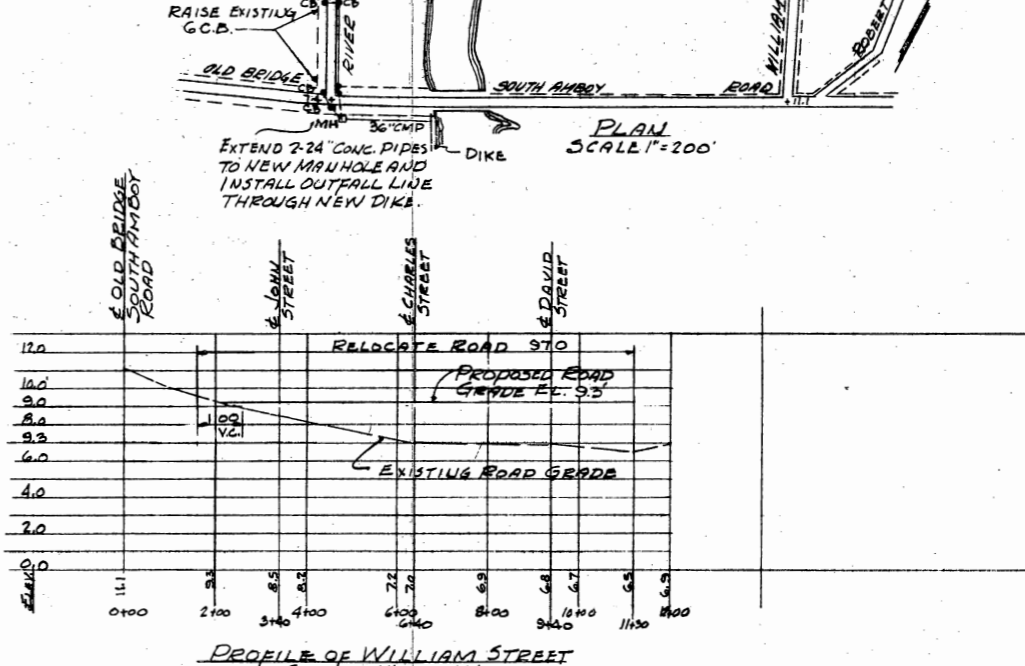 RAISE EXISTING
6 C.B.
CB
CB
RIVER
WILLIAM
ROBERT
OLD BRIDGE
SOUTH AMBOY
ROAD
+11.1
CB
CB
MH
36"CMP
DIKE
EXTEND 2-24" CONC. PIPES
TO NEW MANHOLE AND
INSTALL OUTFALL LINE
THROUGH NEW DIKE.
PLAN
SCALE 1"=200'
℄ OLD BRIDGE
SOUTH AMBOY
ROAD
℄ JOHN
STREET
℄ CHARLES
STREET
℄ DAVID
STREET
12.0
10.0'
9.0
8.0
9.3
6.0
4.0
2.0
0.0
ELEV.
RELOCATE ROAD 970
PROPOSED ROAD
GRADE EL. 9.3'
1 00
V.C.
EXISTING ROAD GRADE
11.1 9.3 8.5 8.2 7.2 7.0 6.9 6.8 6.7 6.5 6.9
0+00 2+00 4+00 6+00 8+00 10+00 12+00
3+40 6+40 9+40 11+30
PROFILE OF WILLIAM STREET